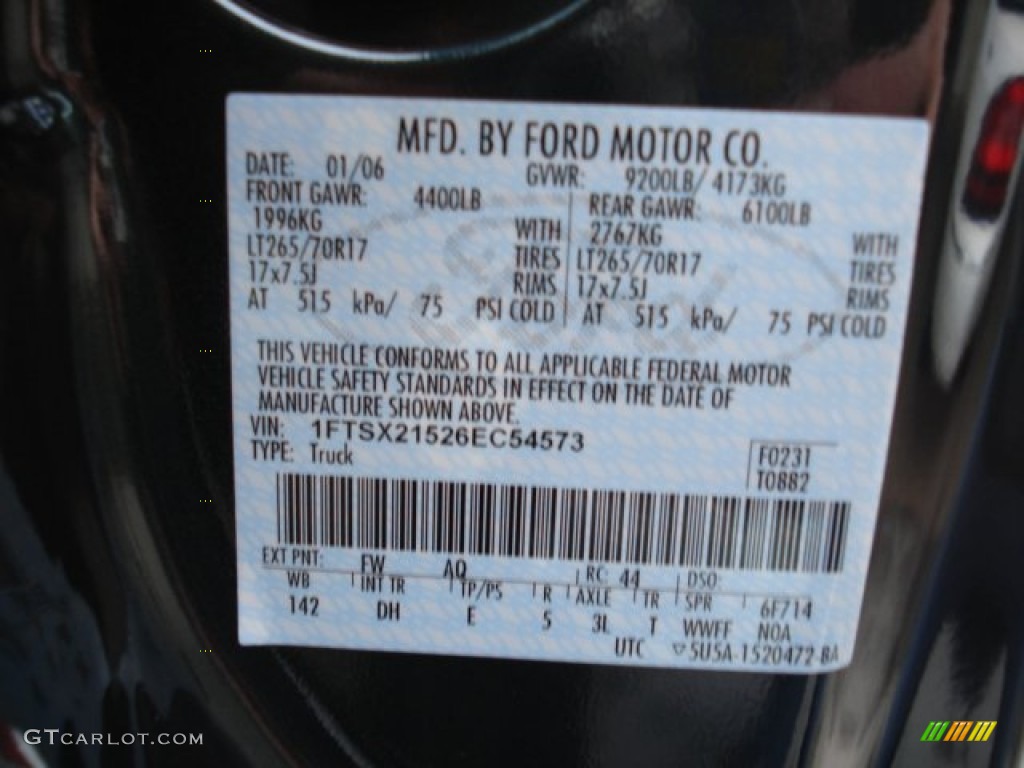 MFD. BY FORD MOTOR CO.
DATE: 01/06 GVWR: 9200LB/ 4173KG
FRONT GAWR: 4400LB REAR GAWR: 6100LB
1996KG WITH 2767KG WITH
LT265/70R17 TIRES LT265/70R17 TIRES
17x7.5J RIMS 17x7.5J RIMS
AT 515 kPa/ 75 PSI COLD AT 515 kPa/ 75 PSI COLD
THIS VEHICLE CONFORMS TO ALL APPLICABLE FEDERAL MOTOR
VEHICLE SAFETY STANDARDS IN EFFECT ON THE DATE OF
MANUFACTURE SHOWN ABOVE.
VIN: 1FTSX21526EC54573
TYPE: Truck
F0231
T0882
EXT PNT: FW AQ RC: 44 DSO:
WB INT TR TP/PS R AXLE TR SPR 6F714
142 DH E 5 3L T WWFF NOA
UTC ▽5U5A-1520472-BA
GTCARLOT.COM